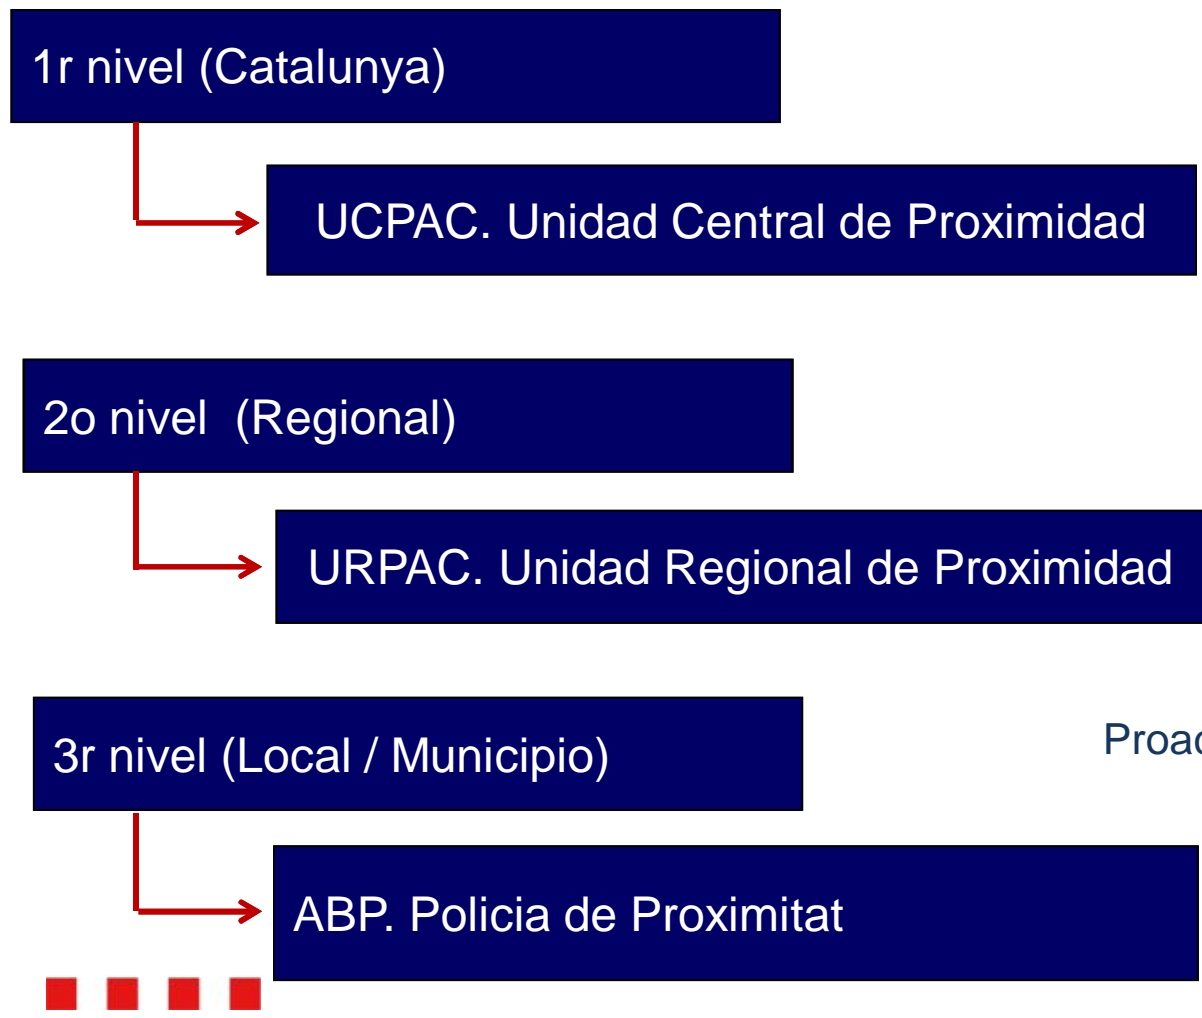 1r nivel (Catalunya)
UCPAC. Unidad Central de Proximidad
2o nivel (Regional)
URPAC. Unidad Regional de Proximidad
3r nivel (Local / Municipio)
ABP. Policia de Proximitat